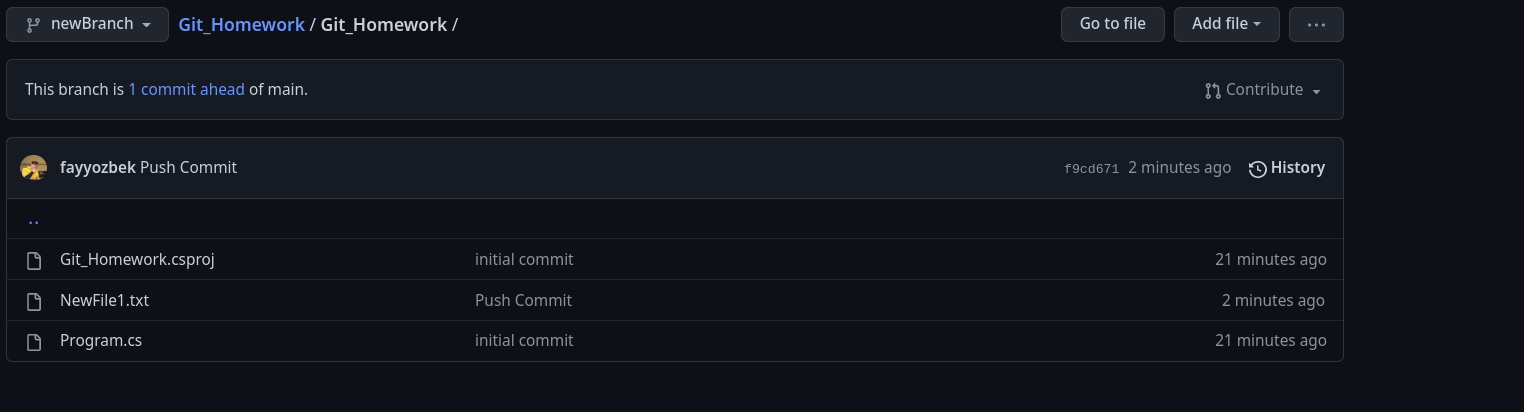 newBranch Git_Homework / Git_Homework / Go to file Add file ...
This branch is 1 commit ahead of main. Contribute
fayyozbek Push Commit f9cd671 2 minutes ago History
..
Git_Homework.csproj initial commit 21 minutes ago
NewFile1.txt Push Commit 2 minutes ago
Program.cs initial commit 21 minutes ago